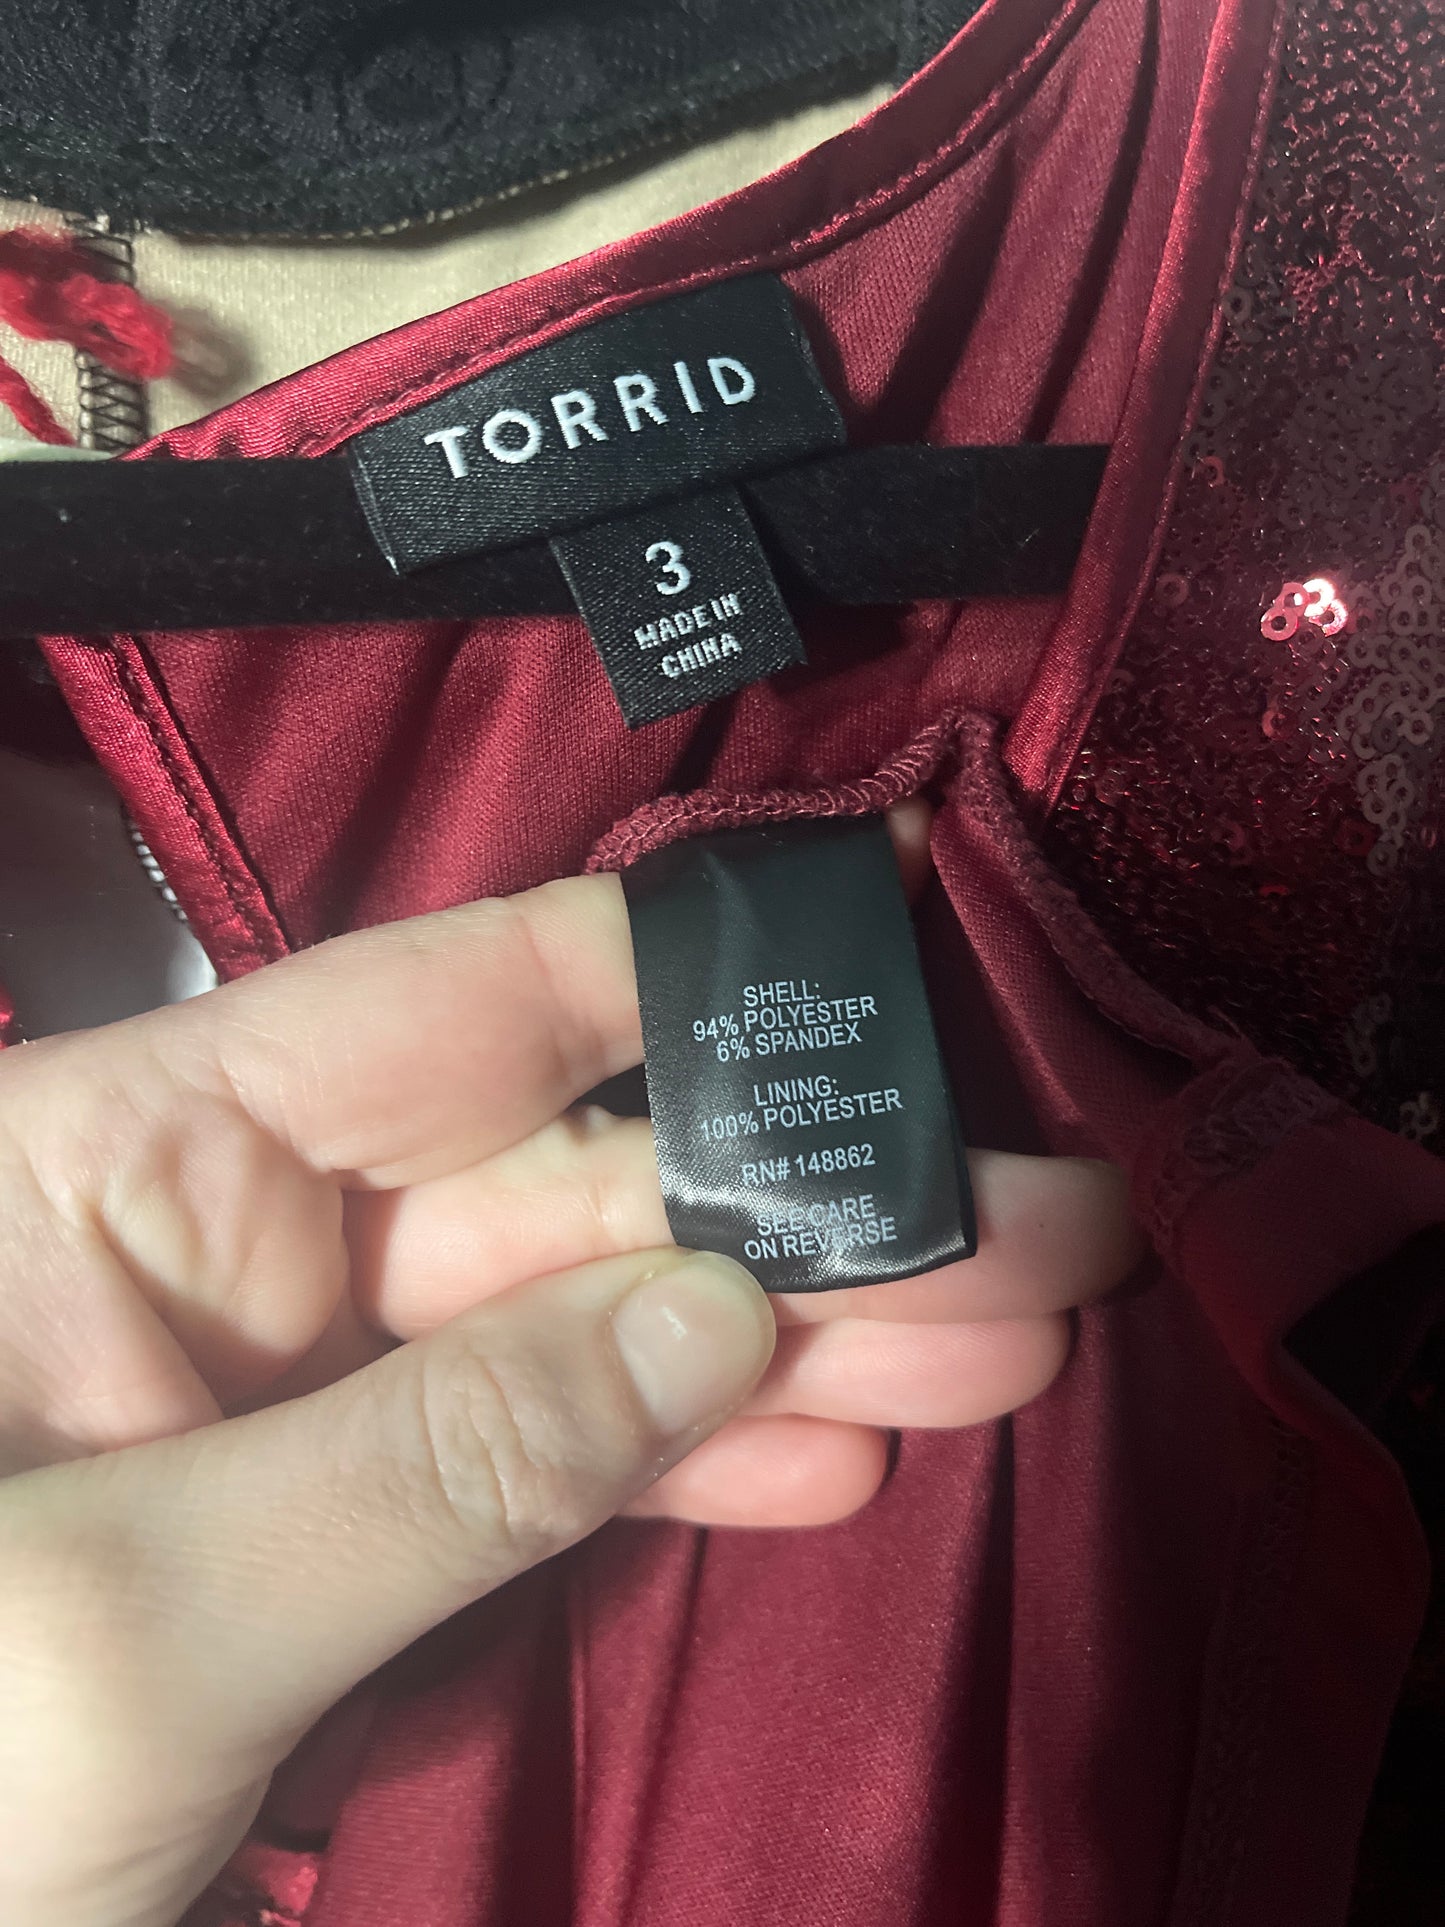 TORRID
3
MADE IN
CHINA
SHELL:
94% POLYESTER
6% SPANDEX
LINING:
100% POLYESTER
RN# 148862
SEE CARE
ON REVERSE